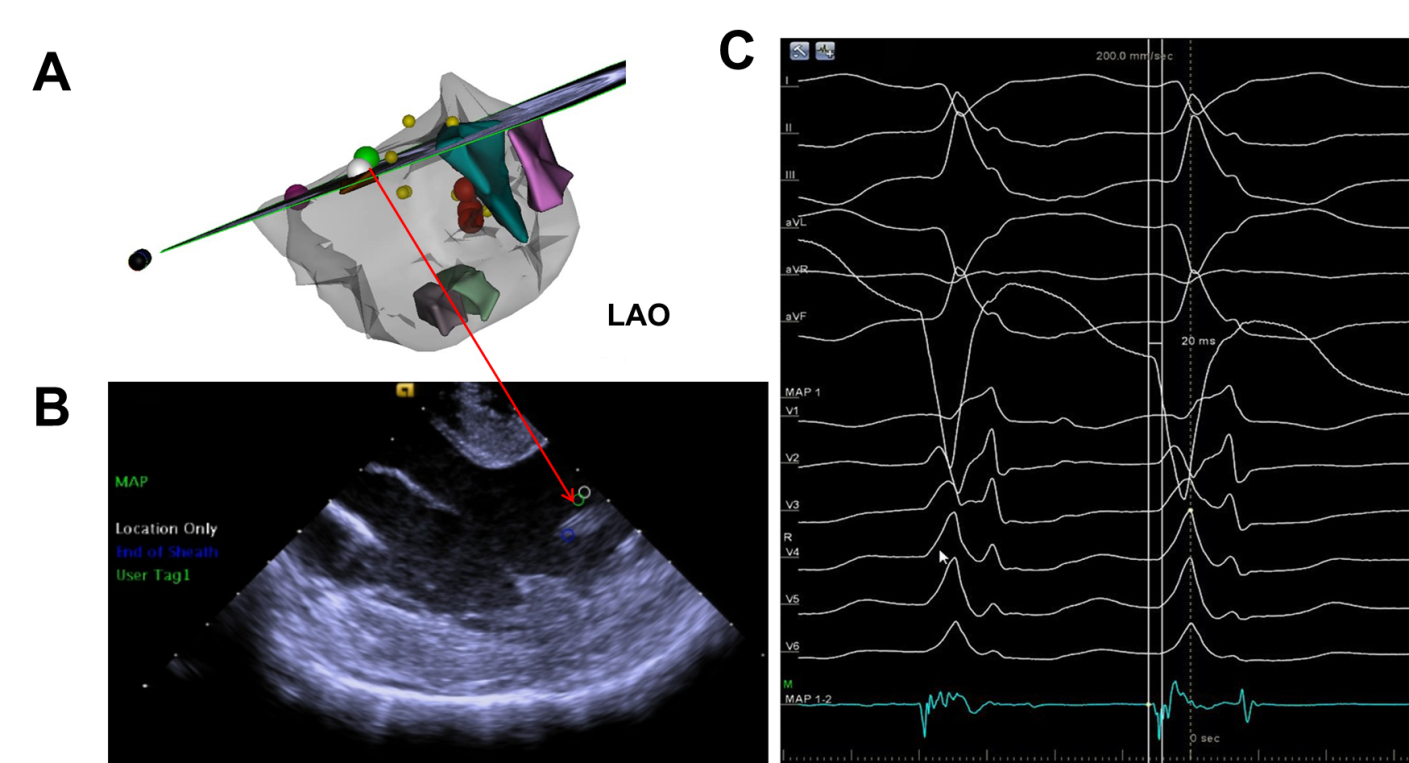 A
LAO
B
MAP
Location Only
End of Sheath
User Tag1
C
200.0 mm/sec
I
II
III
aVL
aVR
aVF
20 ms
MAP 1
V1
V2
V3
R
V4
V5
V6
M
MAP 1-2
0 sec